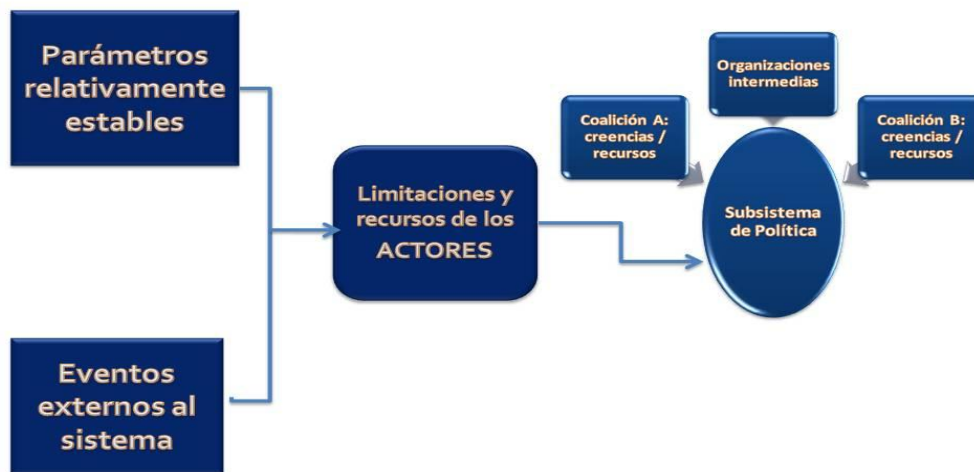 Parámetros
relativamente
estables
Eventos
externos al
sistema
Limitaciones y
recursos de los
ACTORES
Organizaciones
intermedias
Coalición A:
creencias /
recursos
Coalición B:
creencias /
recursos
Subsistema
de Política